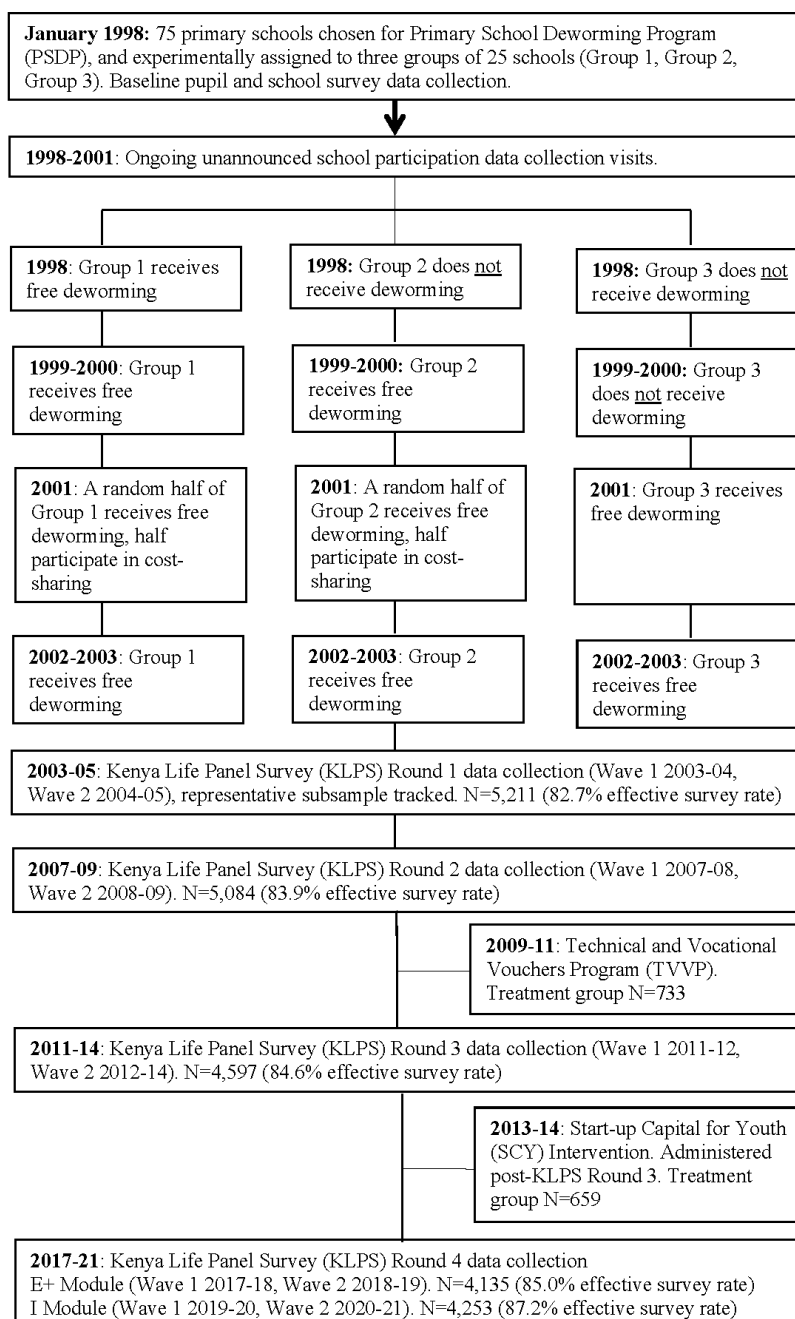 January 1998: 75 primary schools chosen for Primary School Deworming Program
(PSDP), and experimentally assigned to three groups of 25 schools (Group 1, Group 2,
Group 3). Baseline pupil and school survey data collection.
1998-2001: Ongoing unannounced school participation data collection visits.
1998: Group 1 receives
free deworming
1998: Group 2 does not
receive deworming
1998: Group 3 does not
receive deworming
1999-2000: Group 1
receives free
deworming
1999-2000: Group 2
receives free
deworming
1999-2000: Group 3
does not receive
deworming
2001: A random half of
Group 1 receives free
deworming, half
participate in cost-
sharing
2001: A random half of
Group 2 receives free
deworming, half
participate in cost-
sharing
2001: Group 3 receives
free deworming
2002-2003: Group 1
receives free
deworming
2002-2003: Group 2
receives free
deworming
2002-2003: Group 3
receives free
deworming
2003-05: Kenya Life Panel Survey (KLPS) Round 1 data collection (Wave 1 2003-04,
Wave 2 2004-05), representative subsample tracked. N=5,211 (82.7% effective survey rate)
2007-09: Kenya Life Panel Survey (KLPS) Round 2 data collection (Wave 1 2007-08,
Wave 2 2008-09). N=5,084 (83.9% effective survey rate)
2009-11: Technical and Vocational
Vouchers Program (TVVP).
Treatment group N=733
2011-14: Kenya Life Panel Survey (KLPS) Round 3 data collection (Wave 1 2011-12,
Wave 2 2012-14). N=4,597 (84.6% effective survey rate)
2013-14: Start-up Capital for Youth
(SCY) Intervention. Administered
post-KLPS Round 3. Treatment
group N=659
2017-21: Kenya Life Panel Survey (KLPS) Round 4 data collection
E+ Module (Wave 1 2017-18, Wave 2 2018-19). N=4,135 (85.0% effective survey rate)
I Module (Wave 1 2019-20, Wave 2 2020-21). N=4,253 (87.2% effective survey rate)